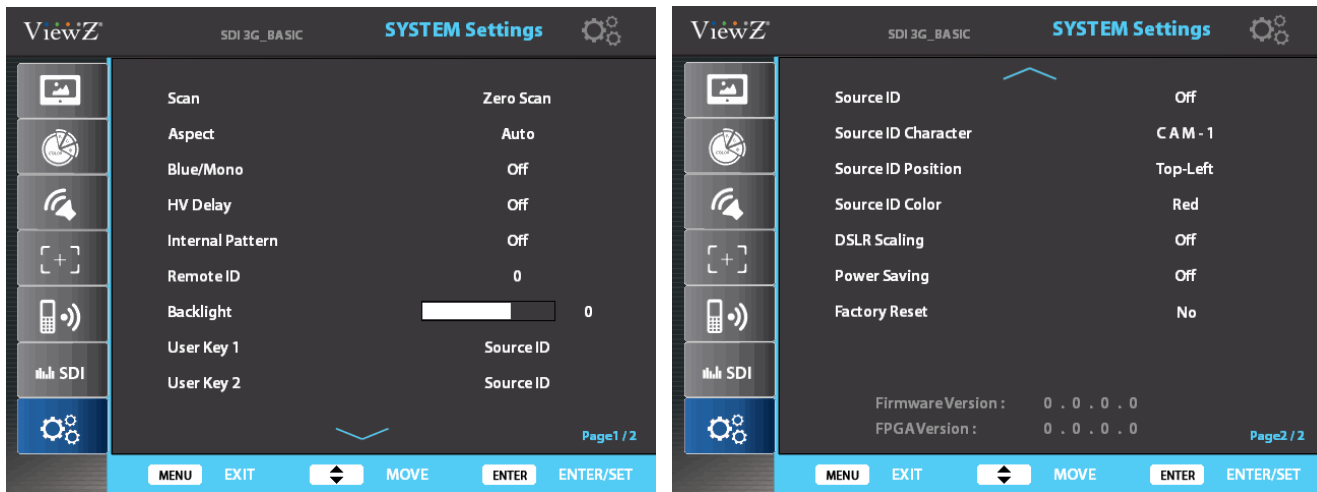 ViewZ SDI 3G_BASIC SYSTEM Settings
Scan Zero Scan
Aspect Auto
Blue/Mono Off
HV Delay Off
Internal Pattern Off
Remote ID 0
Backlight 0
User Key 1 Source ID
User Key 2 Source ID
COLOR
SDI
Page1 / 2
MENU EXIT MOVE ENTER ENTER/SET
ViewZ SDI 3G_BASIC SYSTEM Settings
Source ID Off
Source ID Character C A M - 1
Source ID Position Top-Left
Source ID Color Red
DSLR Scaling Off
Power Saving Off
Factory Reset No
COLOR
SDI
Firmware Version : 0 . 0 . 0 . 0
FPGA Version : 0 . 0 . 0 . 0
Page2 / 2
MENU EXIT MOVE ENTER ENTER/SET